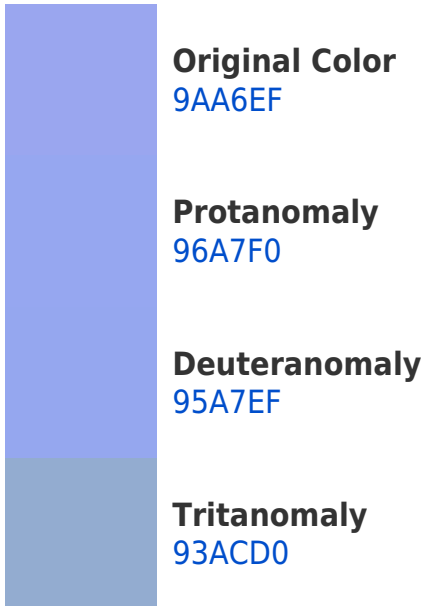 Original Color
9AA6EF
Protanomaly
96A7F0
Deuteranomaly
95A7EF
Tritanomaly
93ACD0